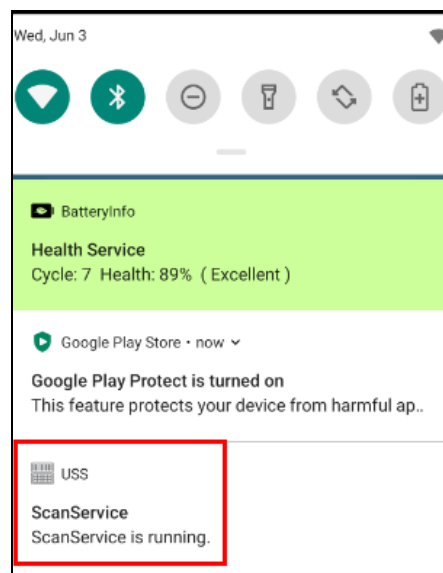 Wed, Jun 3
BatteryInfo
Health Service
Cycle: 7 Health: 89% ( Excellent )
Google Play Store • now
Google Play Protect is turned on
This feature protects your device from harmful ap..
USS
ScanService
ScanService is running.